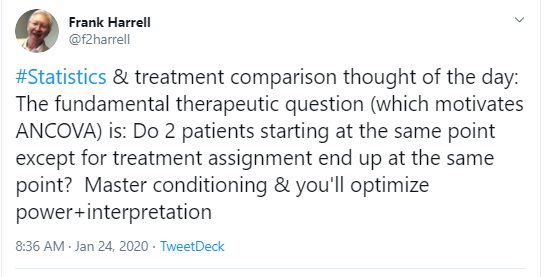 Frank Harrell
@f2harrell
#Statistics & treatment comparison thought of the day:
The fundamental therapeutic question (which motivates
ANCOVA) is: Do 2 patients starting at the same point
except for treatment assignment end up at the same
point?  Master conditioning & you'll optimize
power+interpretation
8:36 AM · Jan 24, 2020 · TweetDeck